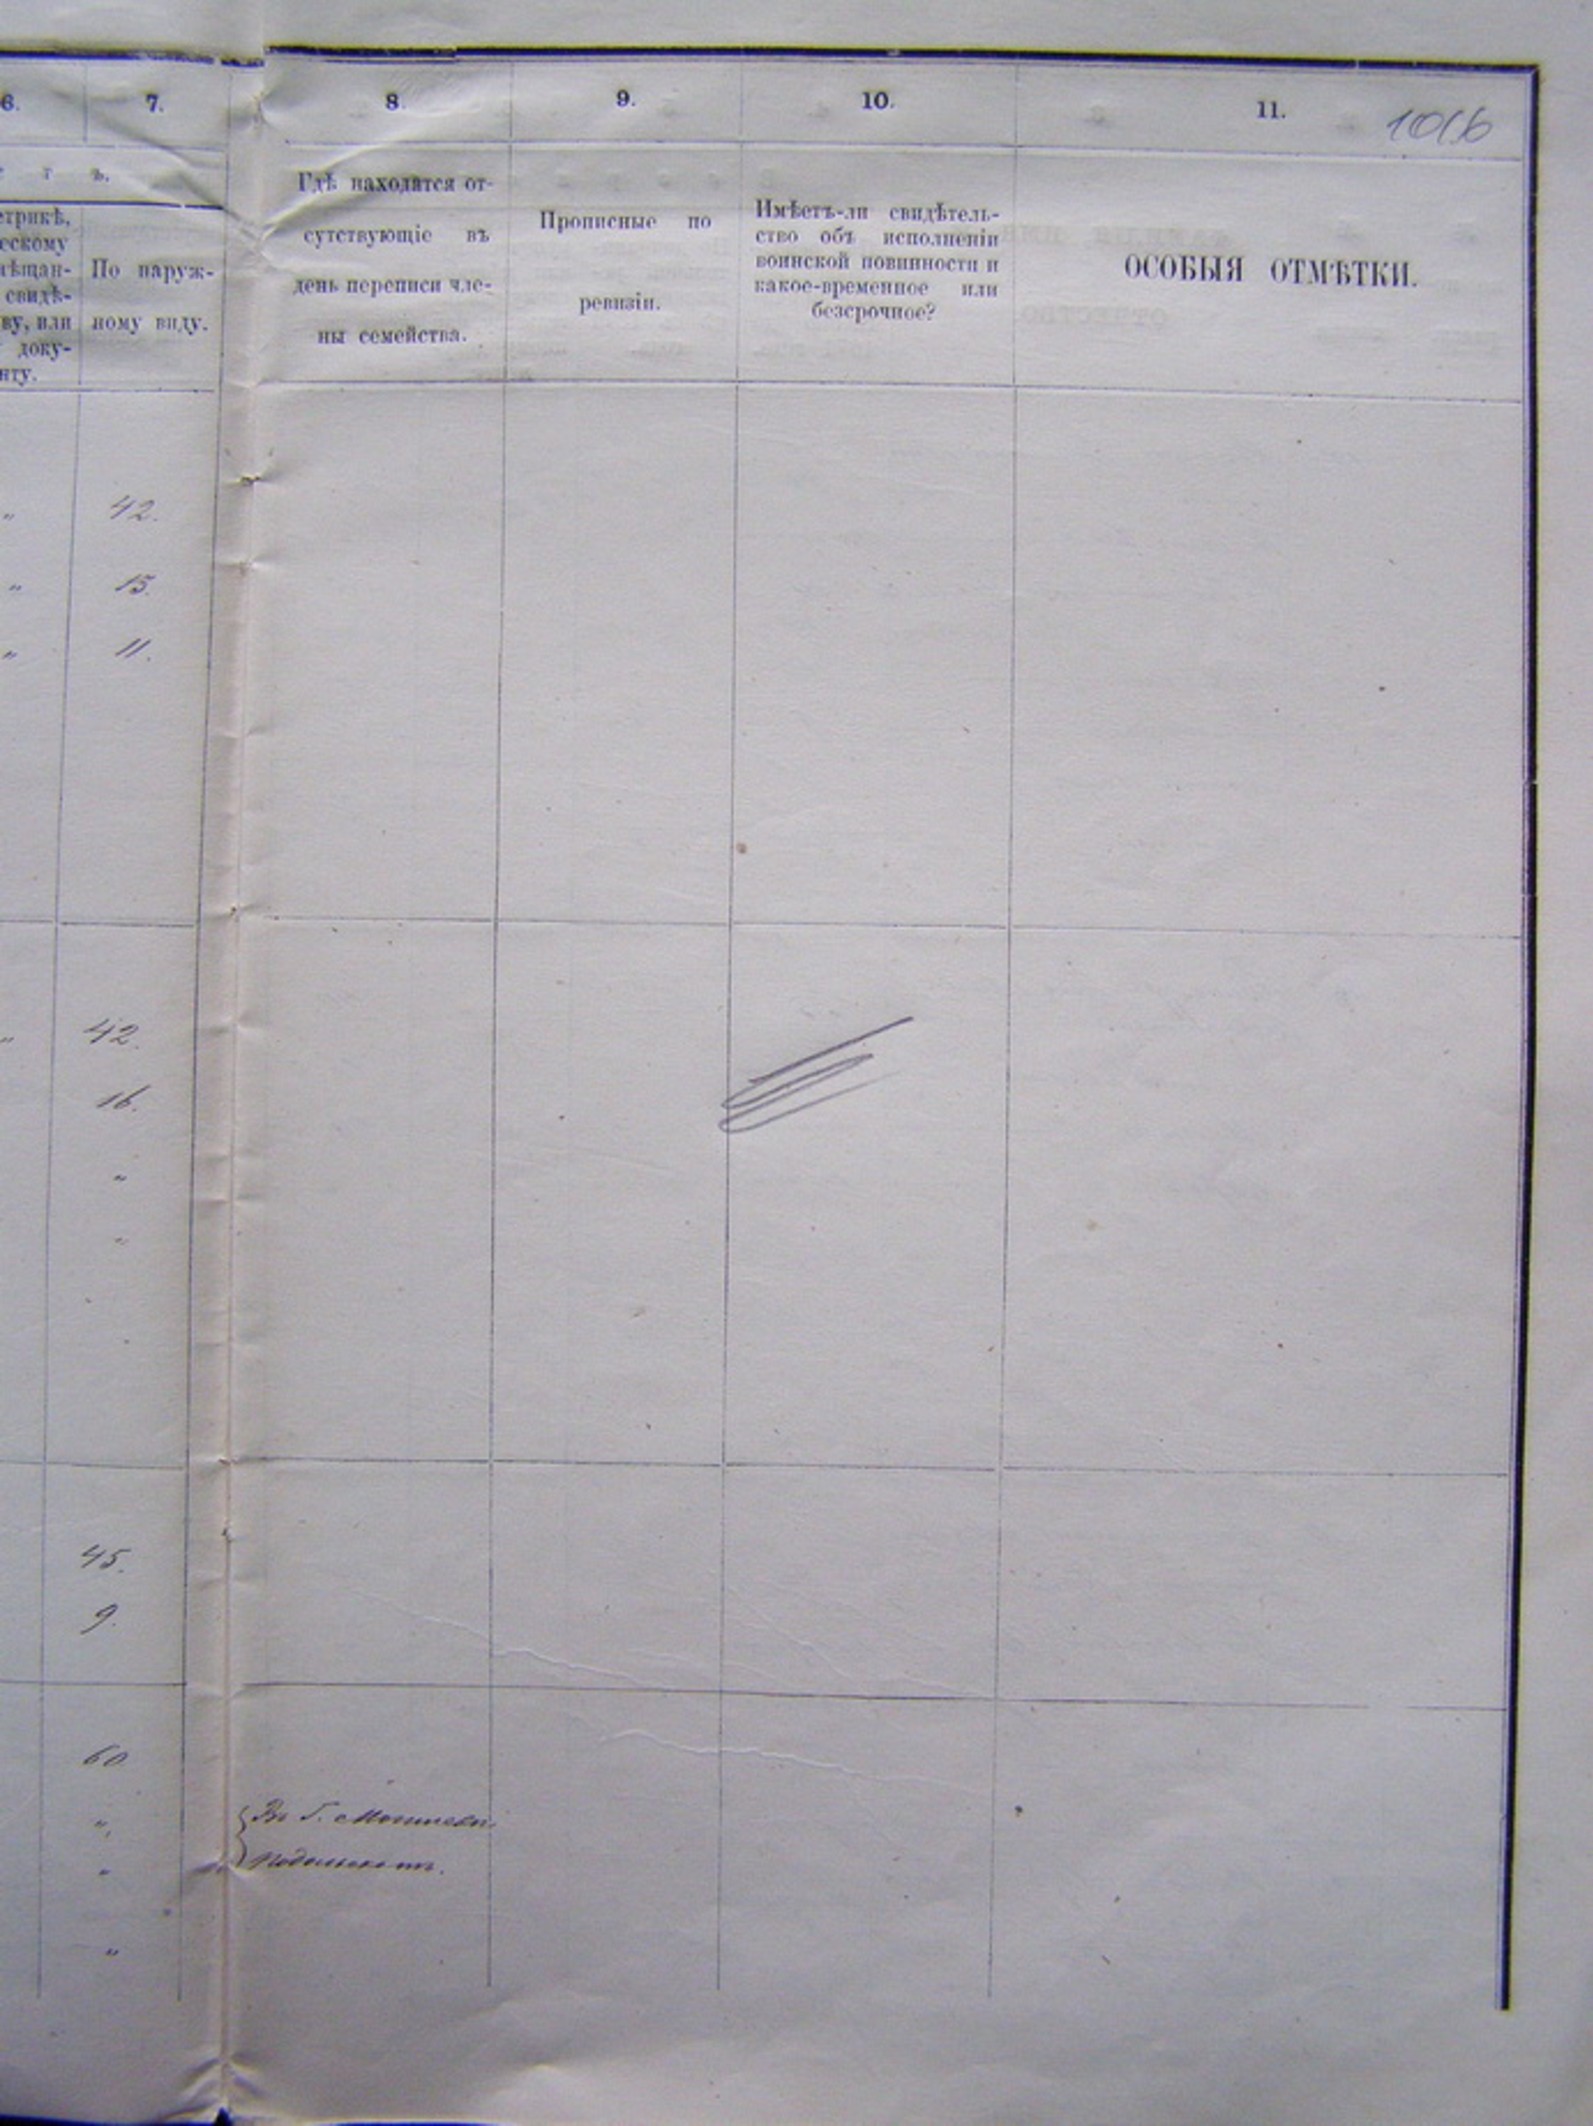 6.
7.
8.
9.
10.
11.
т ъ.
етрикѣ,
ескому
мѣщан-
свидѣ-
ву, или
доку-
нту.
По наруж-
ному виду.
Гдѣ находятся от-
сутствующіе въ
день переписи чле-
ны семейства.
Прописные по
ревизіи.
Имѣетъ-ли свидѣтель-
ство объ исполненіи
воинской повинности и
какое-временное или
безсрочное?
ОСОБЫЯ ОТМѢТКИ.
„ 42.
„ 15.
„ 11.
„ 42.
16.
„
„
45.
9.
60
„
Въ Г. Могилевѣ
„
Подольскомъ.
„